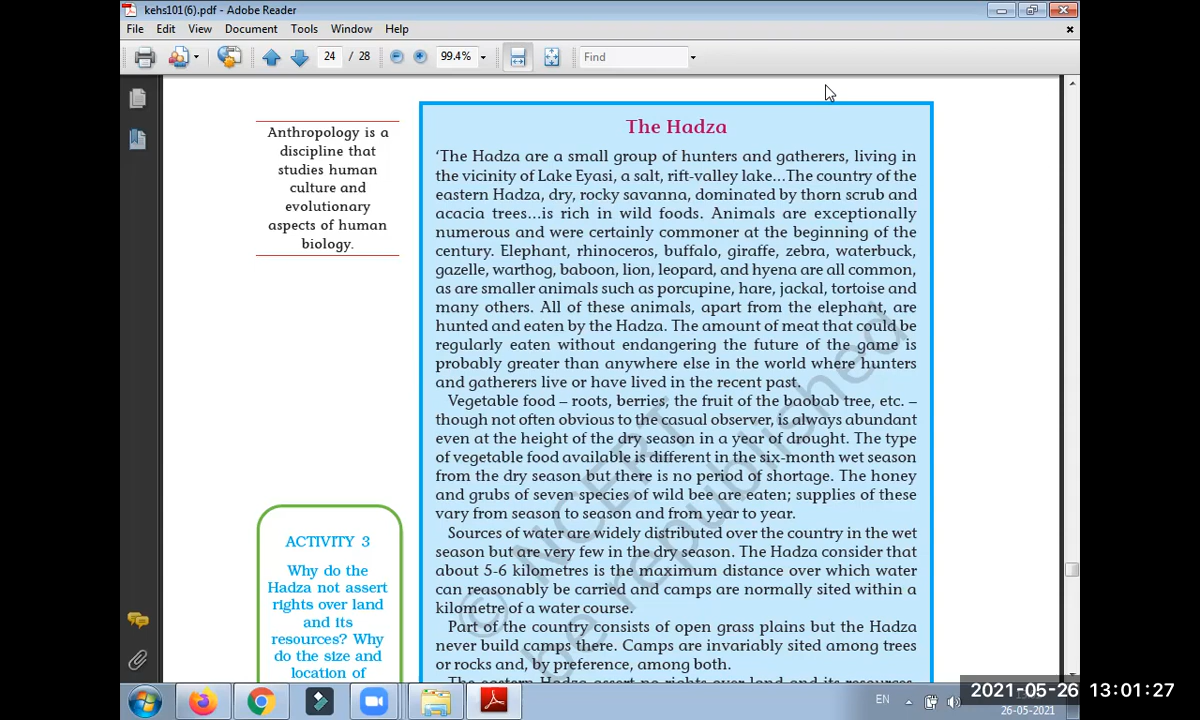 kehs101(6).pdf - Adobe Reader
File Edit View Document Tools Window Help
24 / 28 99.4% Find
Anthropology is a
discipline that
studies human
culture and
evolutionary
aspects of human
biology.
ACTIVITY 3
Why do the
Hadza not assert
rights over land
and its
resources? Why
do the size and
location of
The Hadza
‘The Hadza are a small group of hunters and gatherers, living in
the vicinity of Lake Eyasi, a salt, rift-valley lake...The country of the
eastern Hadza, dry, rocky savanna, dominated by thorn scrub and
acacia trees...is rich in wild foods. Animals are exceptionally
numerous and were certainly commoner at the beginning of the
century. Elephant, rhinoceros, buffalo, giraffe, zebra, waterbuck,
gazelle, warthog, baboon, lion, leopard, and hyena are all common,
as are smaller animals such as porcupine, hare, jackal, tortoise and
many others. All of these animals, apart from the elephant, are
hunted and eaten by the Hadza. The amount of meat that could be
regularly eaten without endangering the future of the game is
probably greater than anywhere else in the world where hunters
and gatherers live or have lived in the recent past.
Vegetable food – roots, berries, the fruit of the baobab tree, etc. –
though not often obvious to the casual observer, is always abundant
even at the height of the dry season in a year of drought. The type
of vegetable food available is different in the six-month wet season
from the dry season but there is no period of shortage. The honey
and grubs of seven species of wild bee are eaten; supplies of these
vary from season to season and from year to year.
Sources of water are widely distributed over the country in the wet
season but are very few in the dry season. The Hadza consider that
about 5-6 kilometres is the maximum distance over which water
can reasonably be carried and camps are normally sited within a
kilometre of a water course.
Part of the country consists of open grass plains but the Hadza
never build camps there. Camps are invariably sited among trees
or rocks and, by preference, among both.
The eastern Hadza assert no rights over land and its resources.
© NCERT
be republished
EN
2021-05-26 13:01:27
26-05-2021